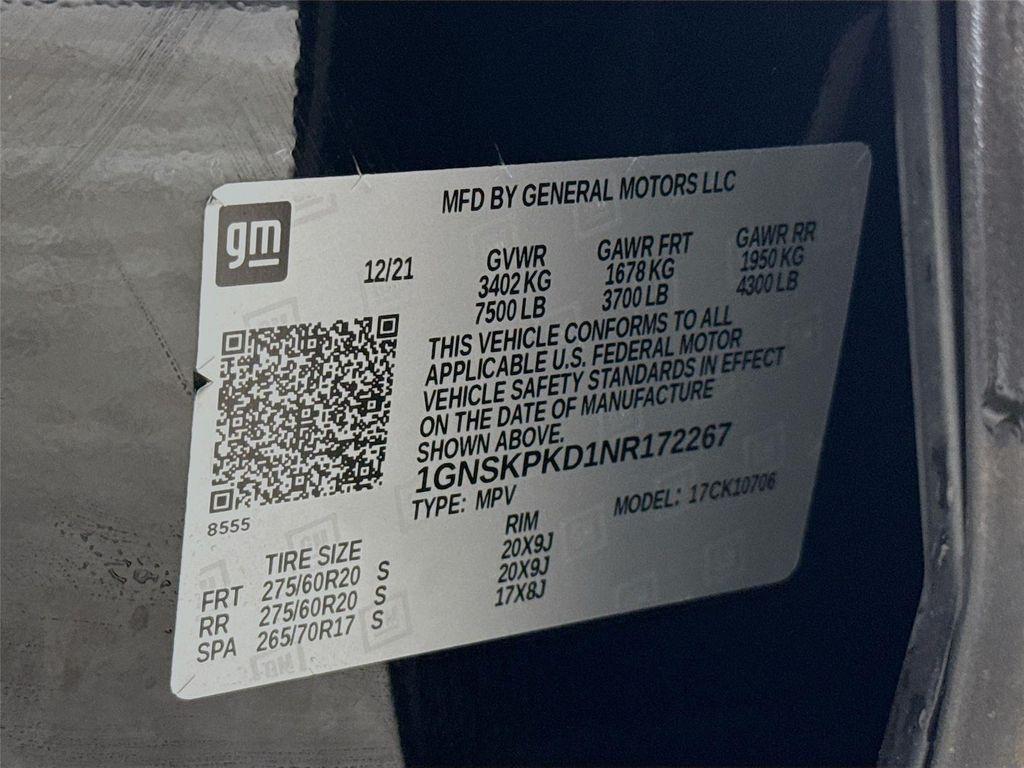 MFD BY GENERAL MOTORS LLC
gm
12/21 GVWR GAWR FRT GAWR RR
3402 KG 1678 KG 1950 KG
7500 LB 3700 LB 4300 LB
THIS VEHICLE CONFORMS TO ALL
APPLICABLE U.S. FEDERAL MOTOR
VEHICLE SAFETY STANDARDS IN EFFECT
ON THE DATE OF MANUFACTURE
SHOWN ABOVE.
1GNSKPKD1NR172267
TYPE: MPV MODEL: 17CK10706
8555
TIRE SIZE RIM
FRT 275/60R20 S 20X9J
RR 275/60R20 S 20X9J
SPA 265/70R17 S 17X8J